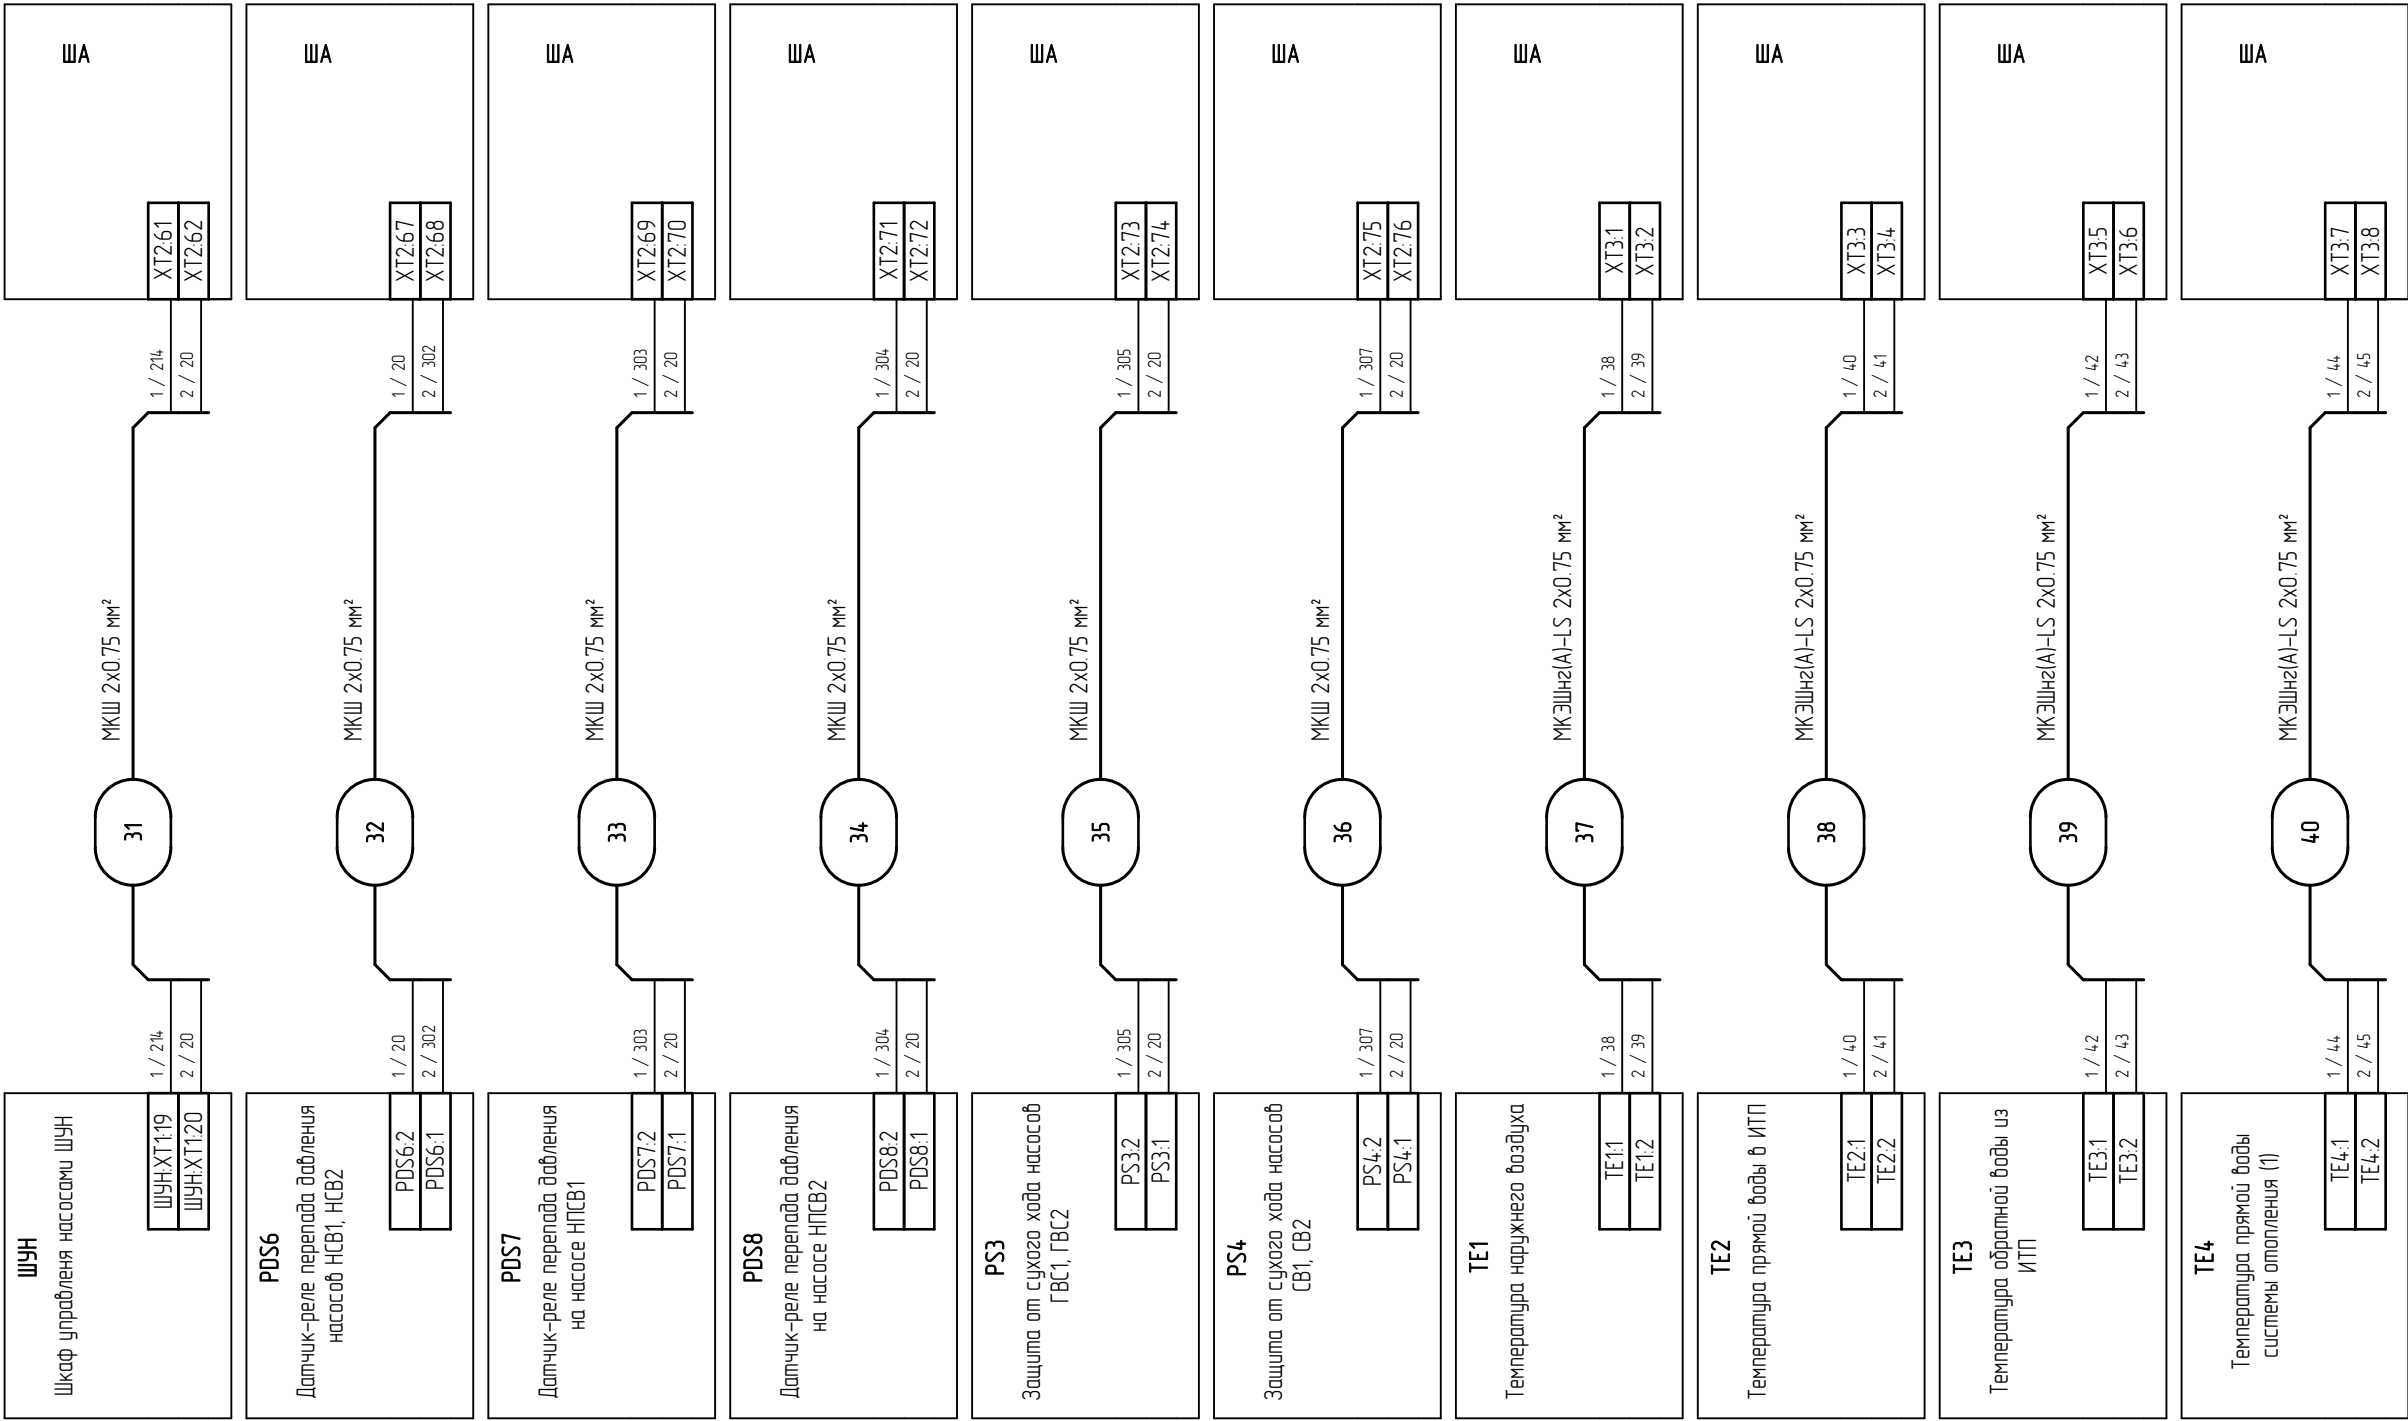 ШУН
Шкаф управленя насосами ШУН
ШУН:XT1:19
ШУН:XT1:20
1 / 214
2 / 20
31
МКШ 2x0.75 мм²
1 / 214
2 / 20
XT2:61
XT2:62
ША
PDS6
Датчик-реле перепада давления
насосов НСВ1, НСВ2
PDS6:2
PDS6:1
1 / 20
2 / 302
32
МКШ 2x0.75 мм²
1 / 20
2 / 302
XT2:67
XT2:68
ША
PDS7
Датчик-реле перепада давления
на насосе НПСВ1
PDS7:2
PDS7:1
1 / 303
2 / 20
33
МКШ 2x0.75 мм²
1 / 303
2 / 20
XT2:69
XT2:70
ША
PDS8
Датчик-реле перепада давления
на насосе НПСВ2
PDS8:2
PDS8:1
1 / 304
2 / 20
34
МКШ 2x0.75 мм²
1 / 304
2 / 20
XT2:71
XT2:72
ША
PS3
Защита от сухого хода насосов
ГВС1, ГВС2
PS3:2
PS3:1
1 / 305
2 / 20
35
МКШ 2x0.75 мм²
1 / 305
2 / 20
XT2:73
XT2:74
ША
PS4
Защита от сухого хода насосов
СВ1, СВ2
PS4:2
PS4:1
1 / 307
2 / 20
36
МКШ 2x0.75 мм²
1 / 307
2 / 20
XT2:75
XT2:76
ША
TE1
Температура наружнего воздуха
TE1:1
TE1:2
1 / 38
2 / 39
37
МКЭШнг(А)-LS 2x0.75 мм²
1 / 38
2 / 39
XT3:1
XT3:2
ША
TE2
Температура прямой воды в ИТП
TE2:1
TE2:2
1 / 40
2 / 41
38
МКЭШнг(А)-LS 2x0.75 мм²
1 / 40
2 / 41
XT3:3
XT3:4
ША
TE3
Температура обратной воды из
ИТП
TE3:1
TE3:2
1 / 42
2 / 43
39
МКЭШнг(А)-LS 2x0.75 мм²
1 / 42
2 / 43
XT3:5
XT3:6
ША
TE4
Температура прямой воды
системы отопления (1)
TE4:1
TE4:2
1 / 44
2 / 45
40
МКЭШнг(А)-LS 2x0.75 мм²
1 / 44
2 / 45
XT3:7
XT3:8
ША